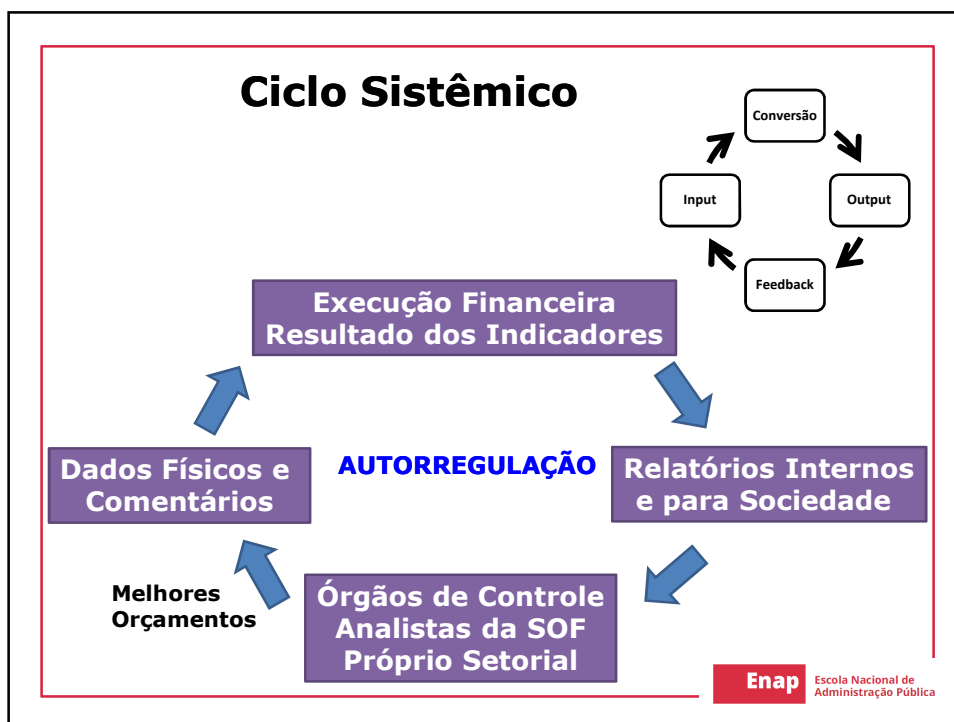 Ciclo Sistêmico
Conversão
Input
Output
Feedback
Execução Financeira
Resultado dos Indicadores
Dados Físicos e
Comentários
AUTORREGULAÇÃO
Relatórios Internos
e para Sociedade
Melhores
Orçamentos
Órgãos de Controle
Analistas da SOF
Próprio Setorial
Enap
Escola Nacional de
Administração Pública